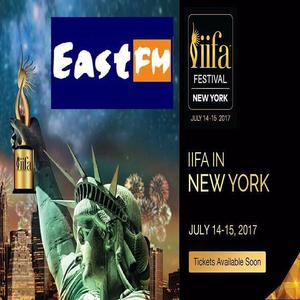 East FM
iifa
FESTIVAL
NEW YORK
JULY 14-15, 2017
iifa
IIFA IN
NEW YORK
JULY 14-15, 2017
Tickets Available Soon